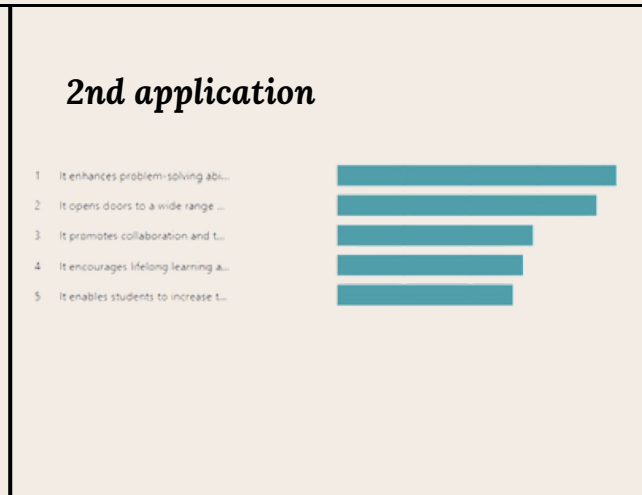 2nd application
1 It enhances problem-solving abi...
2 It opens doors to a wide range ...
3 It promotes collaboration and t...
4 It encourages lifelong learning a...
5 It enables students to increase t...